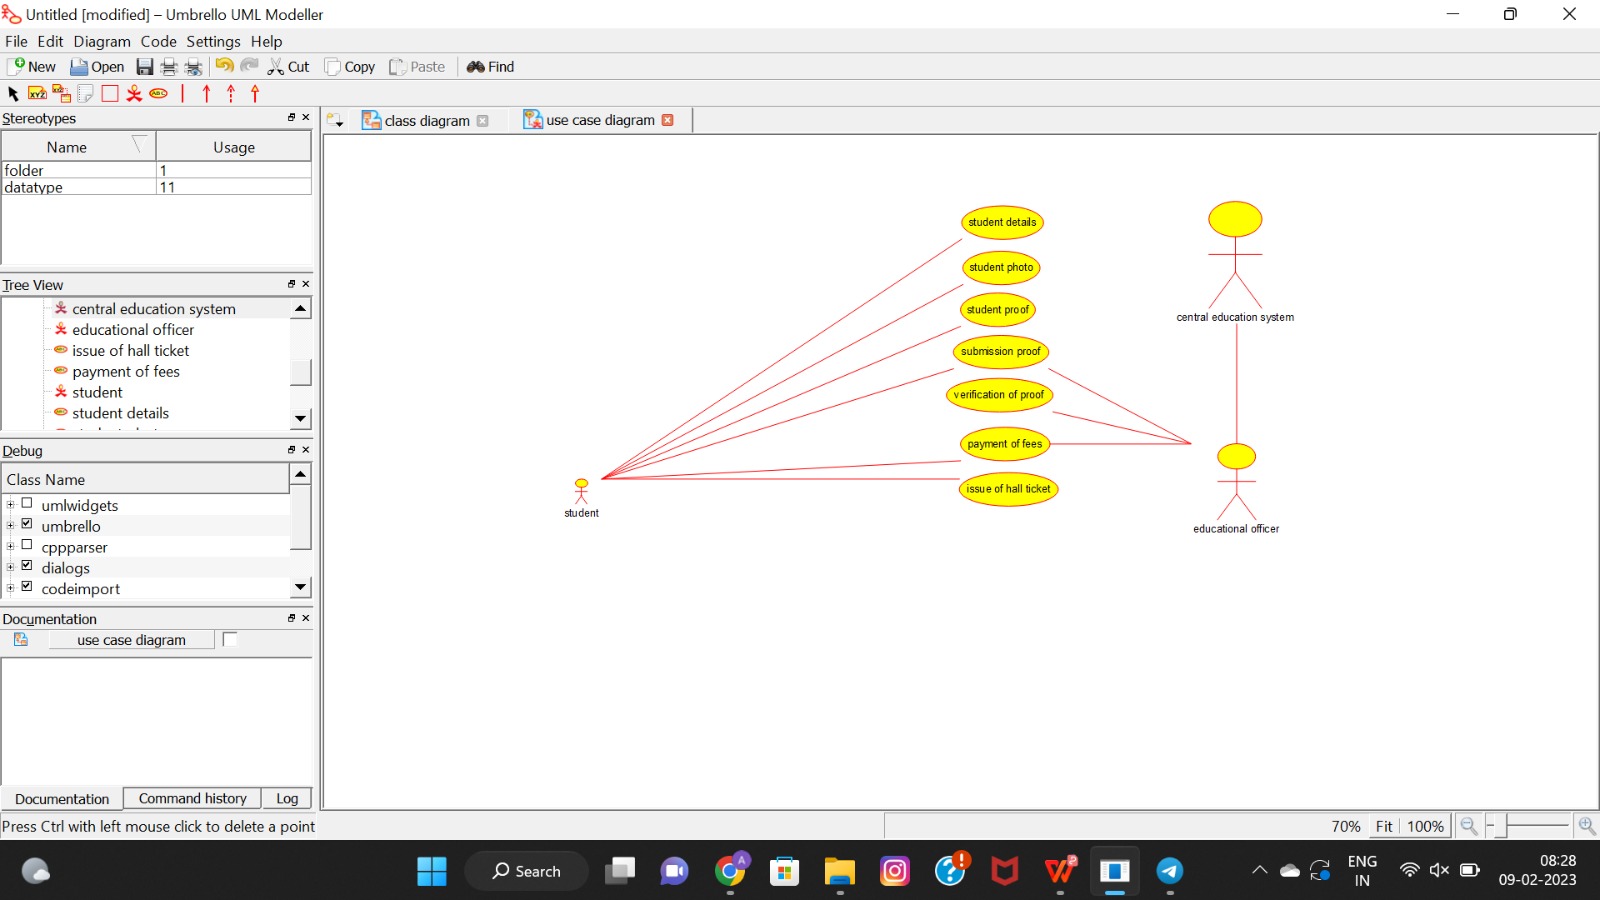 Untitled [modified] – Umbrello UML Modeller
File Edit Diagram Code Settings Help
New Open Cut Copy Paste Find
XYZ XYZ ABC
Stereotypes
Name Usage
folder 1
datatype 11
Tree View
central education system
educational officer
issue of hall ticket
payment of fees
student
student details
Debug
Class Name
umlwidgets
umbrello
cppparser
dialogs
codeimport
Documentation
use case diagram
Documentation Command history Log
Press Ctrl with left mouse click to delete a point
class diagram use case diagram
student details
student photo
student proof
submission proof
verification of proof
payment of fees
issue of hall ticket
student
central education system
educational officer
70% Fit 100%
Search
A
ENG
IN
08:28
09-02-2023